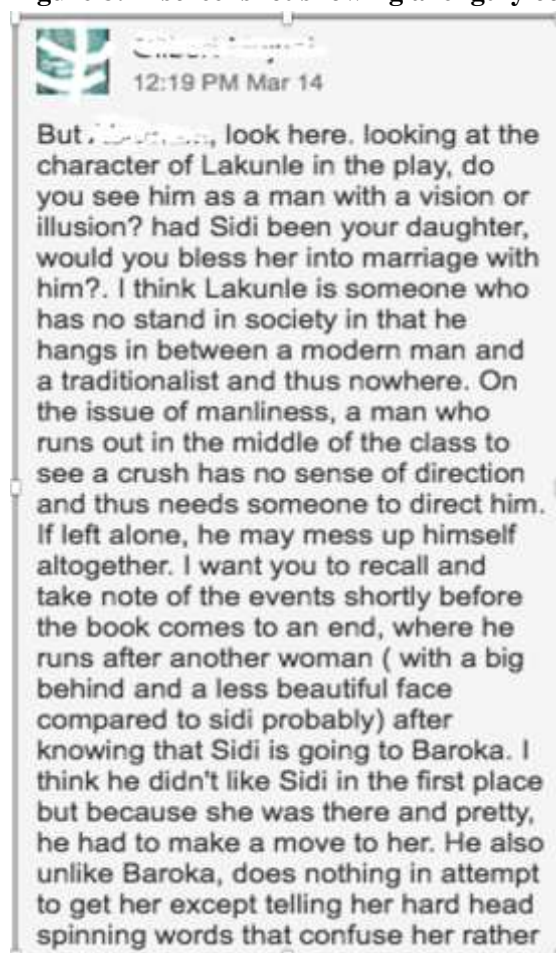 12:19 PM Mar 14
But , look here. looking at the
character of Lakunle in the play, do
you see him as a man with a vision or
illusion? had Sidi been your daughter,
would you bless her into marriage with
him?. I think Lakunle is someone who
has no stand in society in that he
hangs in between a modern man and
a traditionalist and thus nowhere. On
the issue of manliness, a man who
runs out in the middle of the class to
see a crush has no sense of direction
and thus needs someone to direct him.
If left alone, he may mess up himself
altogether. I want you to recall and
take note of the events shortly before
the book comes to an end, where he
runs after another woman ( with a big
behind and a less beautiful face
compared to sidi probably) after
knowing that Sidi is going to Baroka. I
think he didn't like Sidi in the first place
but because she was there and pretty,
he had to make a move to her. He also
unlike Baroka, does nothing in attempt
to get her except telling her hard head
spinning words that confuse her rather